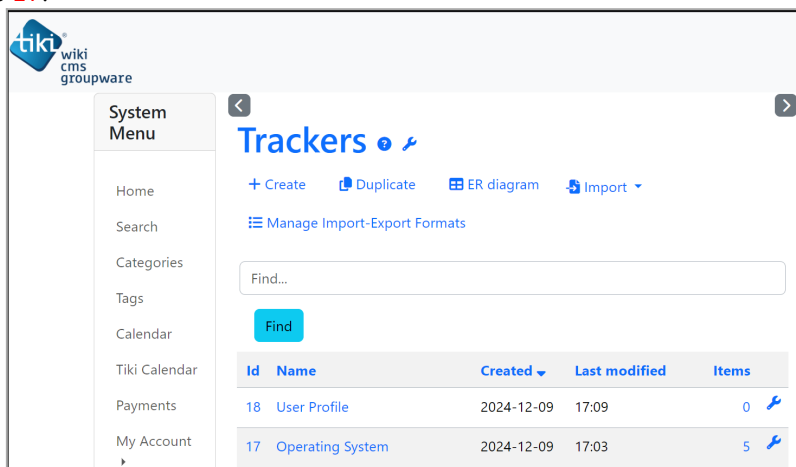 tiki®
wiki
cms
groupware
System
Menu
Home
Search
Categories
Tags
Calendar
Tiki Calendar
Payments
My Account
Trackers
Create Duplicate ER diagram Import
Manage Import-Export Formats
Find...
Find
Id Name Created Last modified Items
18 User Profile 2024-12-09 17:09 0
17 Operating System 2024-12-09 17:03 5